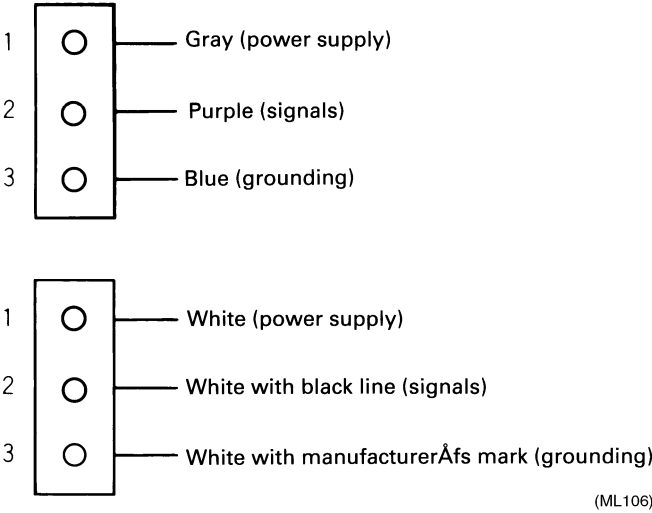 1 Gray (power supply)
2 Purple (signals)
3 Blue (grounding)
1 White (power supply)
2 White with black line (signals)
3 White with manufacturerÅfs mark (grounding)
(ML106)